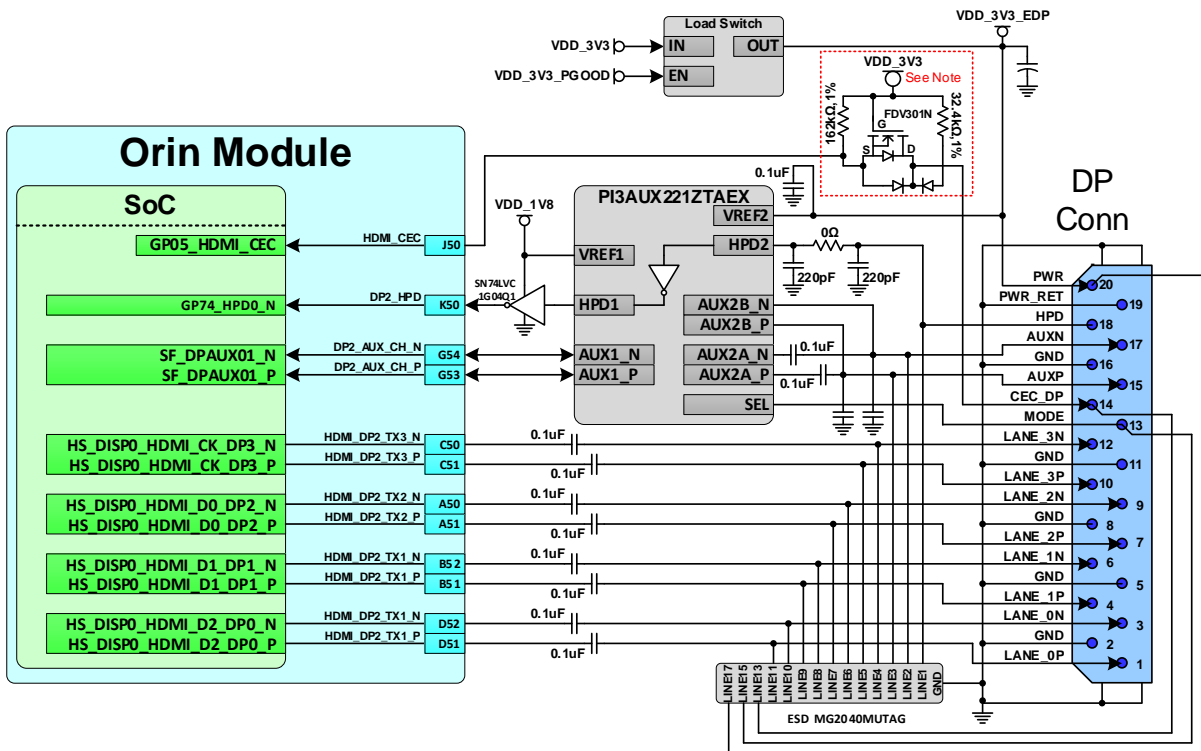 Load Switch
VDD_3V3
IN
OUT
VDD_3V3_PGOOD
EN
VDD_3V3_EDP
VDD_3V3
See Note
162kΩ,1%
G
FDV301N
S
D
32.4kΩ,1%
0.1uF
Orin Module
SoC
GP05_HDMI_CEC
HDMI_CEC
J50
GP74_HPD0_N
DP2_HPD
K50
SF_DPAUX01_N
DP2_AUX_CH_N
G54
SF_DPAUX01_P
DP2_AUX_CH_P
G53
HS_DISP0_HDMI_CK_DP3_N
HDMI_DP2_TX3_N
C50
HS_DISP0_HDMI_CK_DP3_P
HDMI_DP2_TX3_P
C51
HS_DISP0_HDMI_D0_DP2_N
HDMI_DP2_TX2_N
A50
HS_DISP0_HDMI_D0_DP2_P
HDMI_DP2_TX2_P
A51
HS_DISP0_HDMI_D1_DP1_N
HDMI_DP2_TX1_N
B52
HS_DISP0_HDMI_D1_DP1_P
HDMI_DP2_TX1_P
B51
HS_DISP0_HDMI_D2_DP0_N
HDMI_DP2_TX1_N
D52
HS_DISP0_HDMI_D2_DP0_P
HDMI_DP2_TX1_P
D51
VDD_1V8
SN74LVC
1G04Q1
PI3AUX221ZTAEX
VREF2
VREF1
HPD2
HPD1
AUX2B_N
AUX2B_P
AUX1_N
AUX2A_N
AUX1_P
AUX2A_P
SEL
0Ω
220pF
220pF
0.1uF
0.1uF
0.1uF
0.1uF
0.1uF
0.1uF
0.1uF
0.1uF
0.1uF
0.1uF
DP
Conn
PWR
20
PWR_RET
19
HPD
18
AUXN
17
GND
16
AUXP
15
CEC_DP
14
MODE
13
LANE_3N
12
GND
11
LANE_3P
10
LANE_2N
9
GND
8
LANE_2P
7
LANE_1N
6
GND
5
LANE_1P
4
LANE_0N
3
GND
2
LANE_0P
1
LINE17
LINE15
LINE13
LINE11
LINE10
LINE9
LINE8
LINE7
LINE6
LINE5
LINE4
LINE3
LINE2
LINE1
GND
ESD MG2040MUTAG